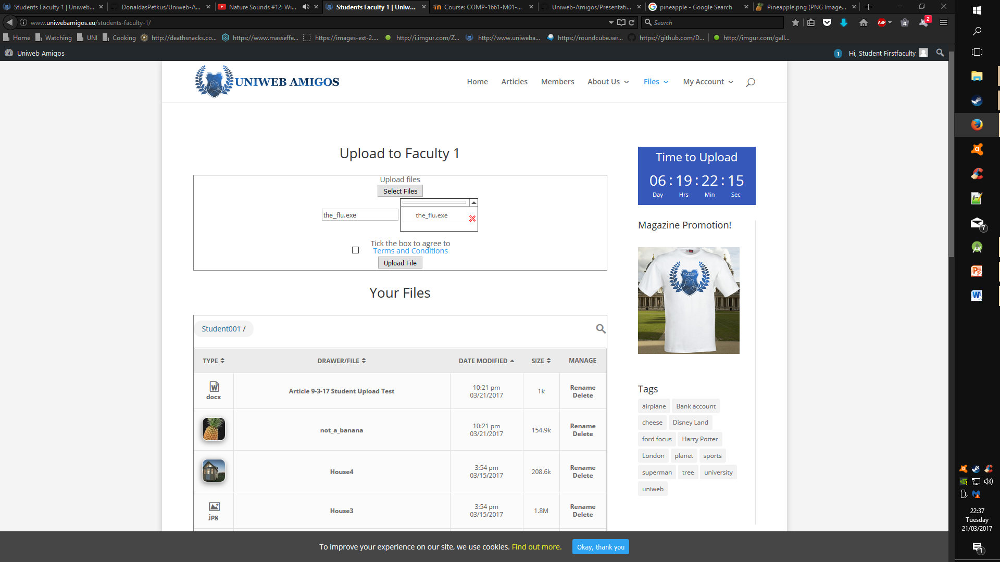 Students Faculty 1 | Uniweb...
DonaldasPetkus/Uniweb-A...
Nature Sounds #12: Wi...
Students Faculty 1 | Uniw...
Course: COMP-1661-M01-...
Uniweb-Amigos/Presentati...
pineapple - Google Search
Pineapple.png (PNG Image...
www.uniwebamigos.eu/students-faculty-1/
Search
ABP
2
Home
Watching
UNI
Cooking
http://deathsnacks.co...
https://www.masseffe...
https://images-ext-2....
http://i.imgur.com/Z...
http://www.uniweba...
https://roundcube.ser...
https://github.com/D...
http://imgur.com/gall...
Uniweb Amigos
1
Hi, Student Firstfaculty
UNIWEB AMIGOS
Home
Articles
Members
About Us
Files
My Account
Upload to Faculty 1
Upload files
Select Files
the_flu.exe
the_flu.exe
Tick the box to agree to
Terms and Conditions
Upload File
Time to Upload
06 : 19 : 22 : 15
Day Hrs Min Sec
Magazine Promotion!
UNIWEB
AMIGOS
Your Files
Student001 /
TYPE DRAWER/FILE DATE MODIFIED SIZE MANAGE
docx
Article 9-3-17 Student Upload Test
10:21 pm
03/21/2017
1k
Rename
Delete
not_a_banana
10:21 pm
03/21/2017
154.9k
Rename
Delete
House4
3:54 pm
03/15/2017
208.6k
Rename
Delete
jpg
House3
3:54 pm
03/15/2017
1.8M
Rename
Delete
Tags
airplane Bank account
cheese Disney Land
ford focus Harry Potter
London planet sports
superman tree university
uniweb
To improve your experience on our site, we use cookies. Find out more.
Okay, thank you
7
22:37
Tuesday
21/03/2017
1